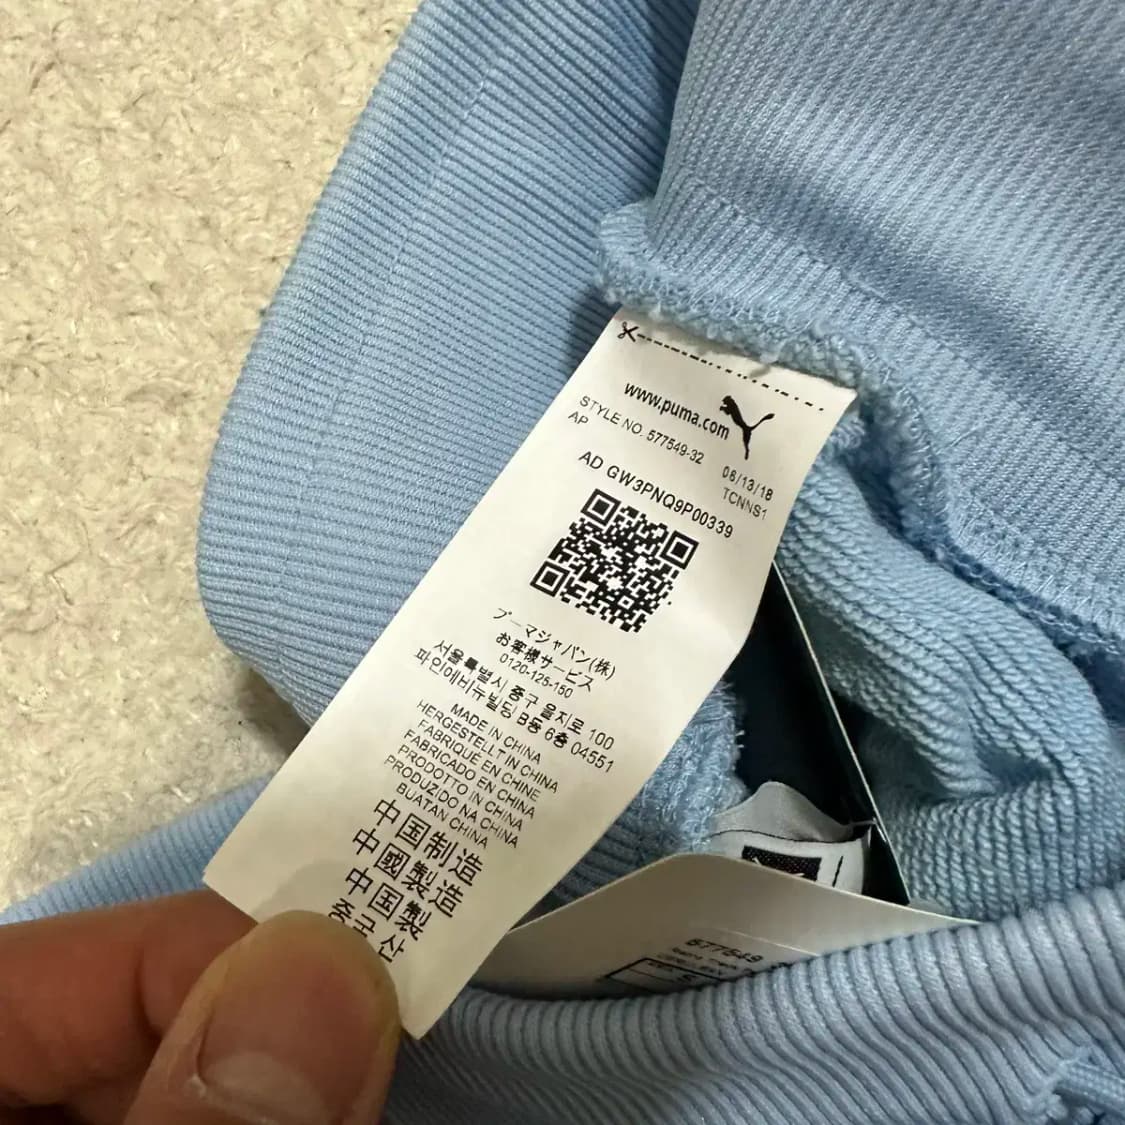 www.puma.com
STYLE NO. 577549-32 06/13/18
AP TCNNS1
AD GW3PNQ9P00339
プーマジャパン(株)
お客様サービス
0120-125-150
서울특별시 중구 을지로 100
파인애비뉴빌딩 B동 6층 04551
MADE IN CHINA
HERGESTELLT IN CHINA
FABRIQUÉ EN CHINE
FABRICADO EN CHINA
PRODOTTO IN CHINA
PRODUZIDO NA CHINA
BUATAN CHINA
中国制造
中國製造
中国製
중국산
577549